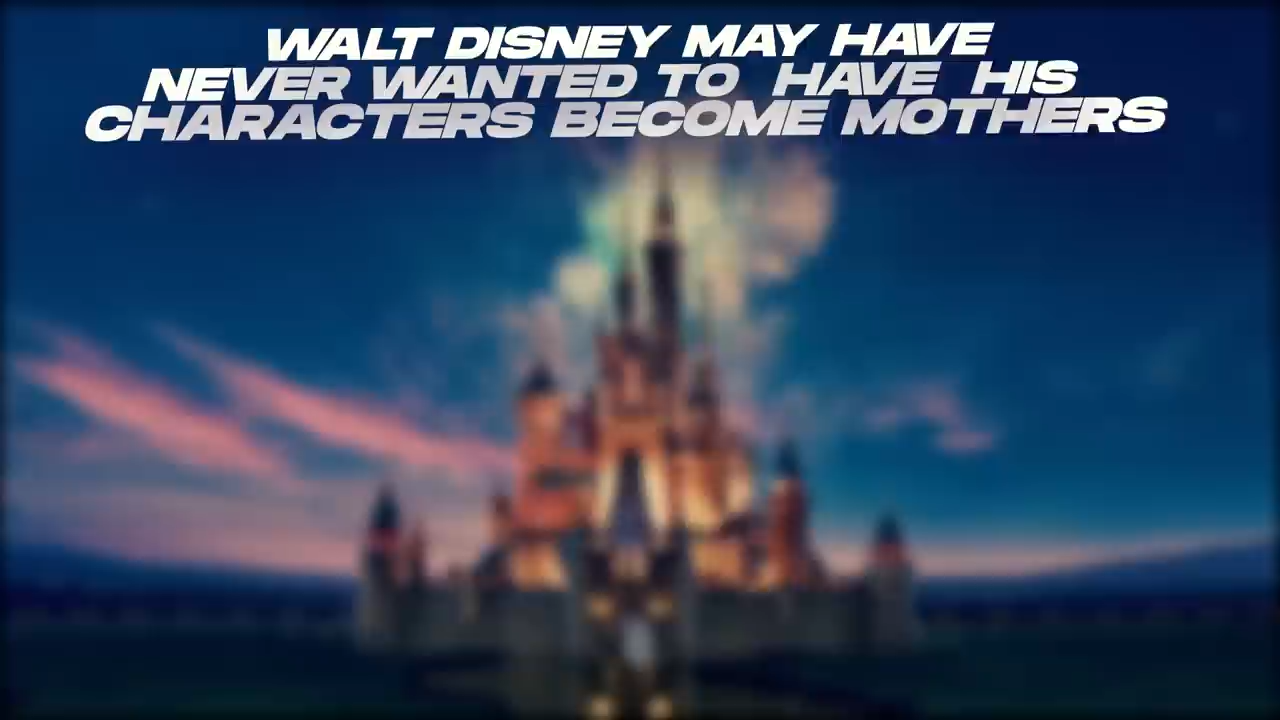 WALT DISNEY MAY HAVE
NEVER WANTED TO HAVE HIS
CHARACTERS BECOME MOTHERS